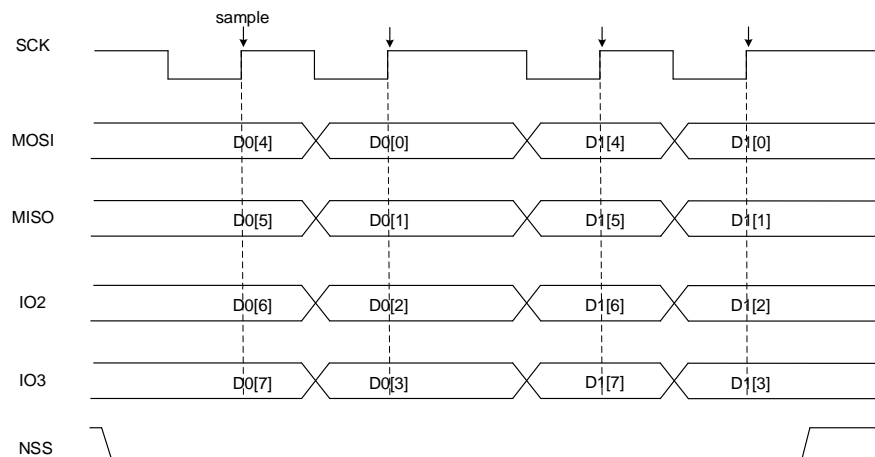 sample
SCK
MOSI D0[4] D0[0] D1[4] D1[0]
MISO D0[5] D0[1] D1[5] D1[1]
IO2 D0[6] D0[2] D1[6] D1[2]
IO3 D0[7] D0[3] D1[7] D1[3]
NSS